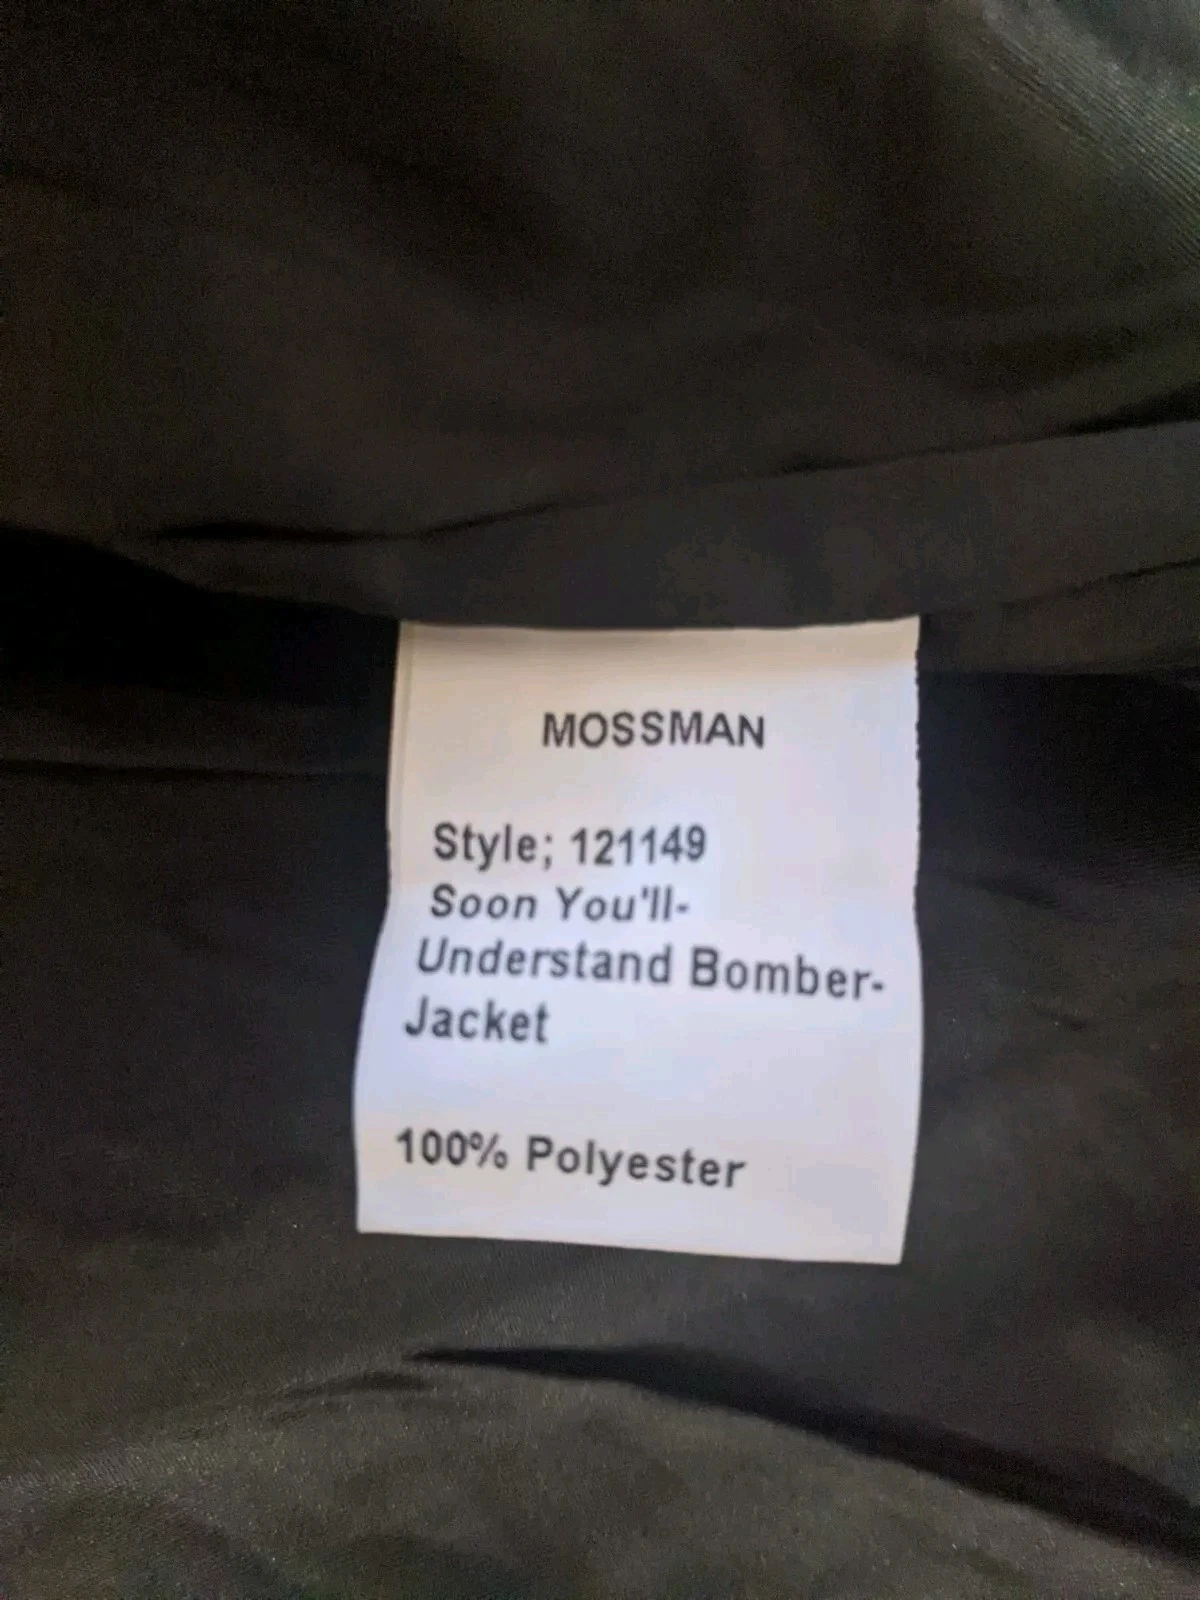 MOSSMAN
Style; 121149
Soon You'll-
Understand Bomber-
Jacket
100% Polyester